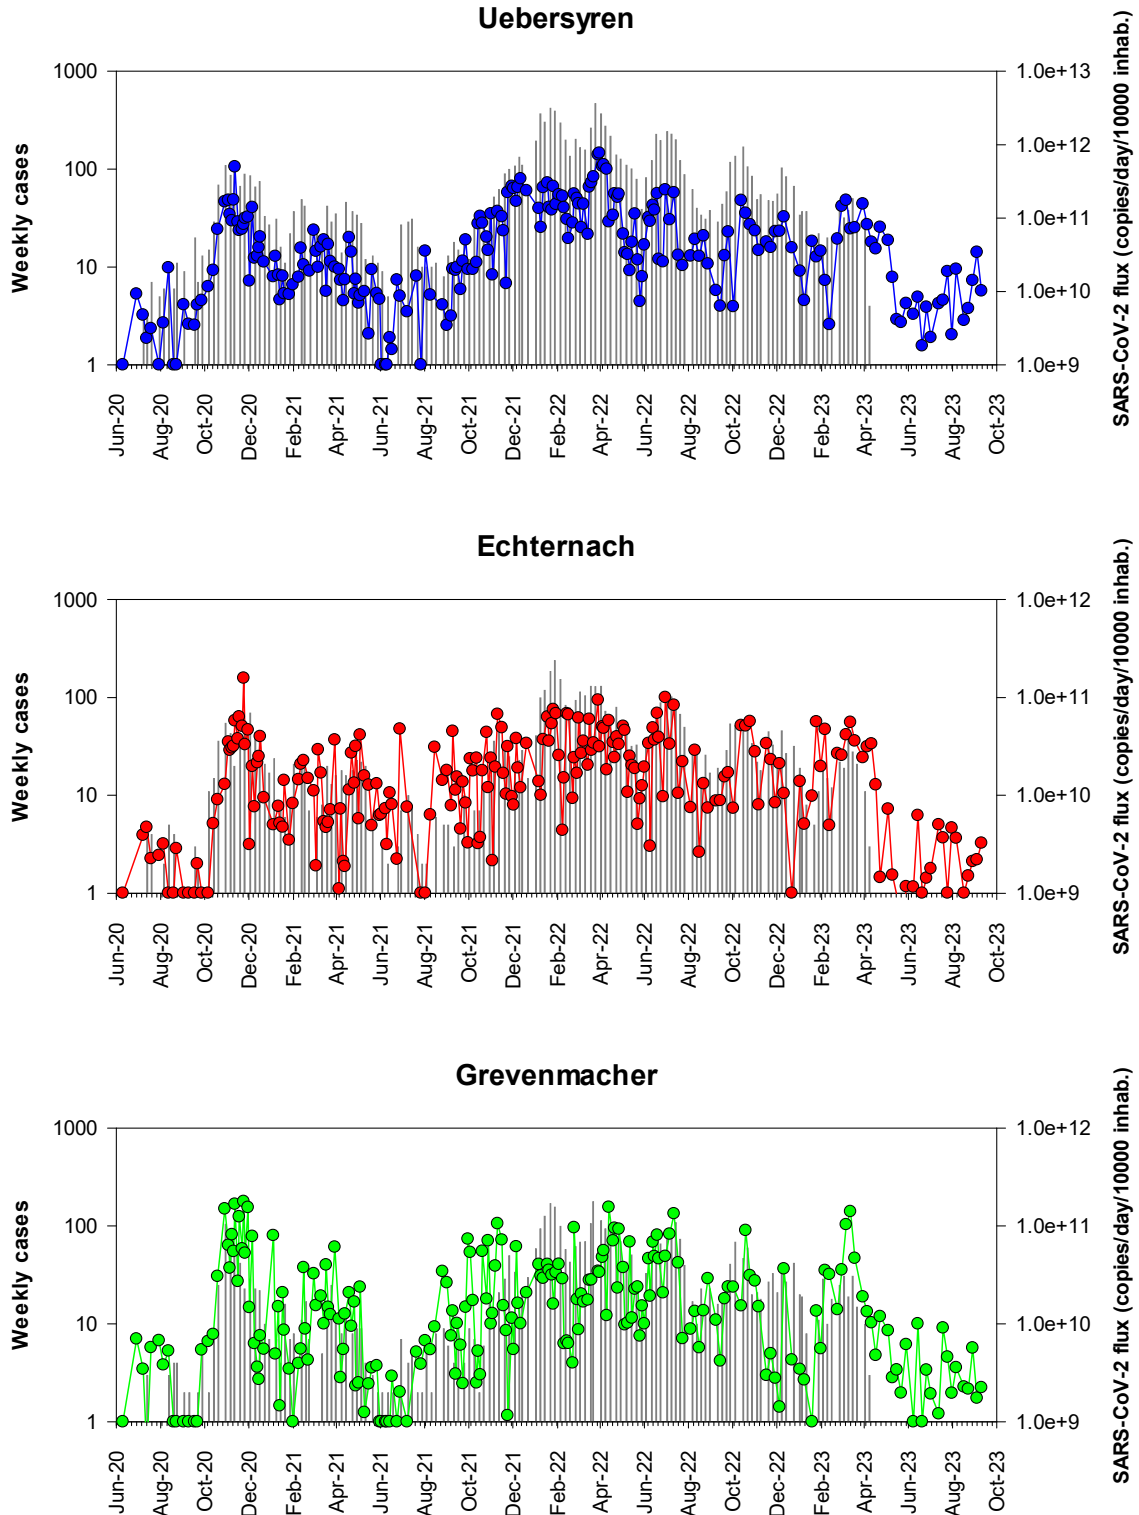 Uebersyren
Weekly cases
SARS-CoV-2 flux (copies/day/10000 inhab.)
1000
100
10
1
1.0e+13
1.0e+12
1.0e+11
1.0e+10
1.0e+9
Jun-20
Aug-20
Oct-20
Dec-20
Feb-21
Apr-21
Jun-21
Aug-21
Oct-21
Dec-21
Feb-22
Apr-22
Jun-22
Aug-22
Oct-22
Dec-22
Feb-23
Apr-23
Jun-23
Aug-23
Oct-23
Echternach
Weekly cases
SARS-CoV-2 flux (copies/day/10000 inhab.)
1000
100
10
1
1.0e+12
1.0e+11
1.0e+10
1.0e+9
Jun-20
Aug-20
Oct-20
Dec-20
Feb-21
Apr-21
Jun-21
Aug-21
Oct-21
Dec-21
Feb-22
Apr-22
Jun-22
Aug-22
Oct-22
Dec-22
Feb-23
Apr-23
Jun-23
Aug-23
Oct-23
Grevenmacher
Weekly cases
SARS-CoV-2 flux (copies/day/10000 inhab.)
1000
100
10
1
1.0e+12
1.0e+11
1.0e+10
1.0e+9
Jun-20
Aug-20
Oct-20
Dec-20
Feb-21
Apr-21
Jun-21
Aug-21
Oct-21
Dec-21
Feb-22
Apr-22
Jun-22
Aug-22
Oct-22
Dec-22
Feb-23
Apr-23
Jun-23
Aug-23
Oct-23